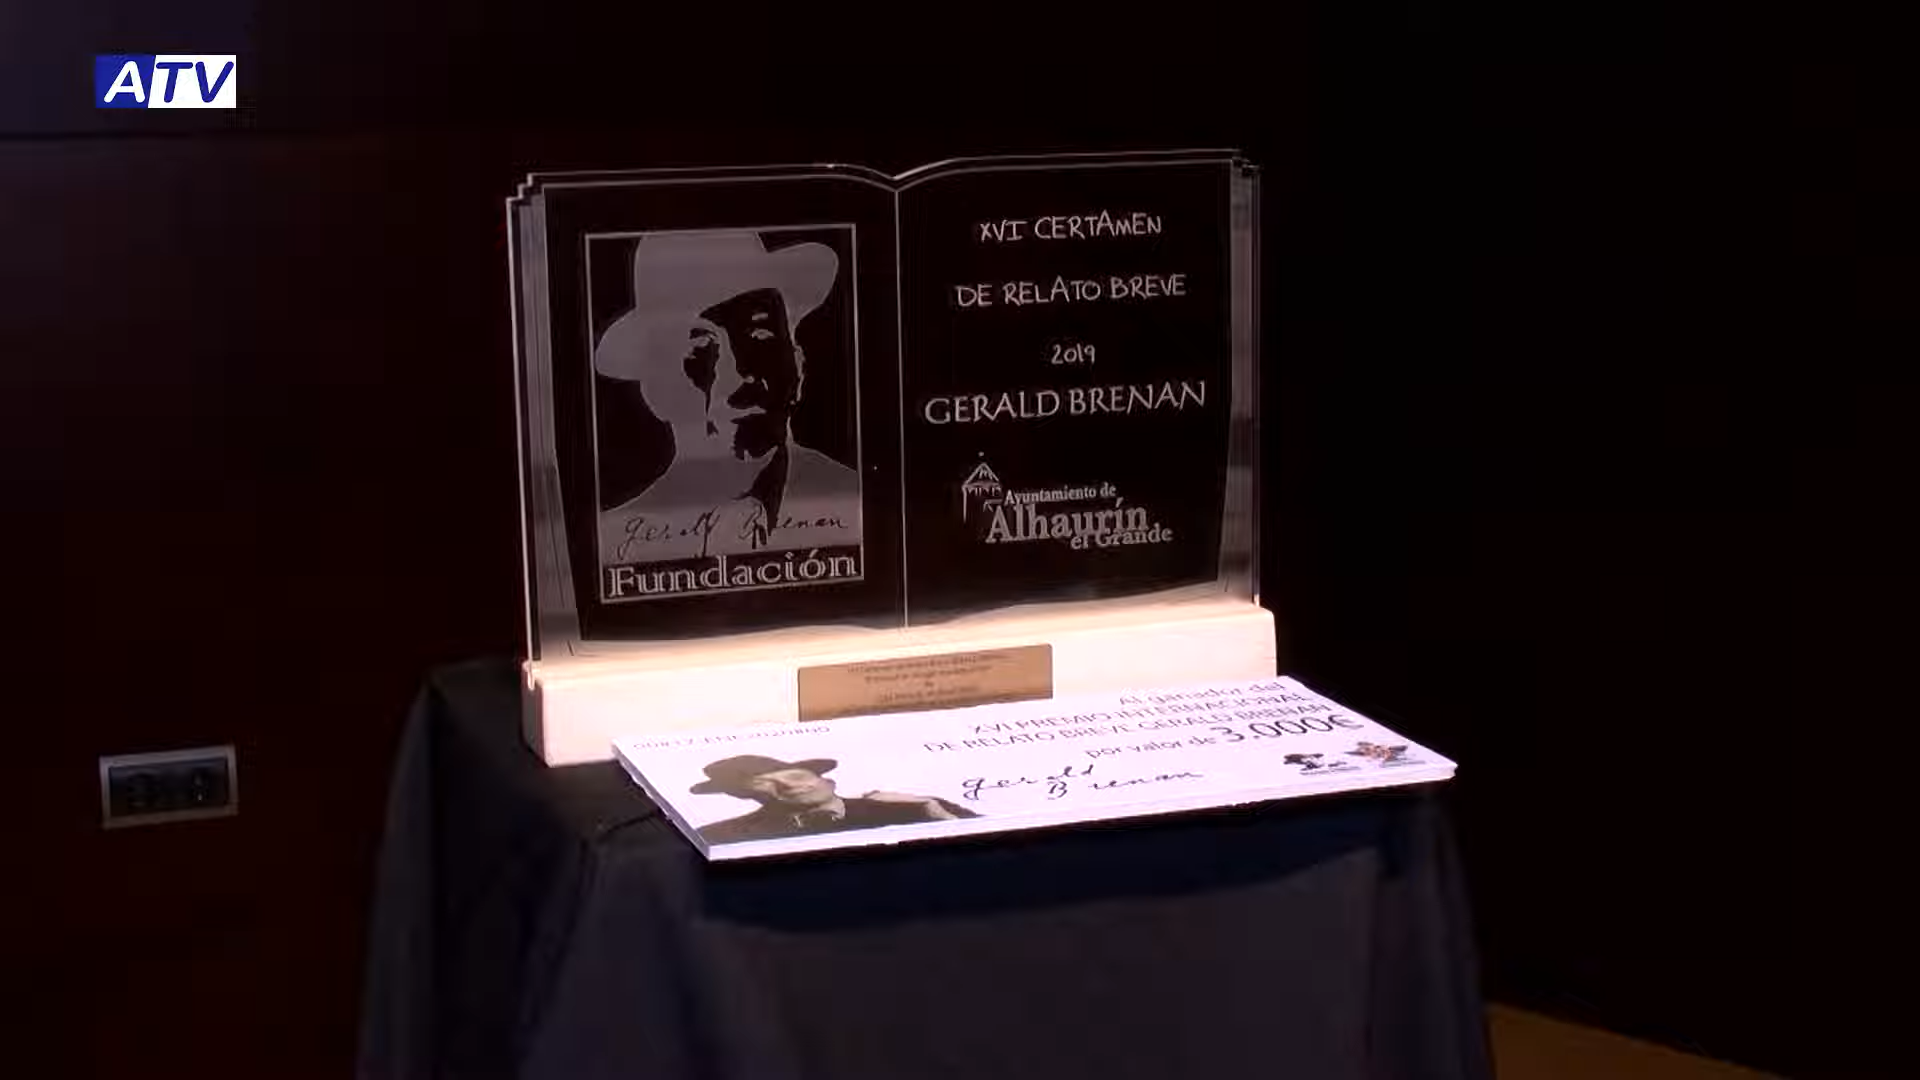 ATV
XVI CERTAMEN
DE RELATO BREVE
2019
GERALD BRENAN
Ayuntamiento de
Alhaurín
el Grande
Gerald Brenan
Fundación
Al ganador del
XVI PREMIO INTERNACIONAL
DE RELATO BREVE GERALD BRENAN
por valor de 3.000€
Gerald
Brenan